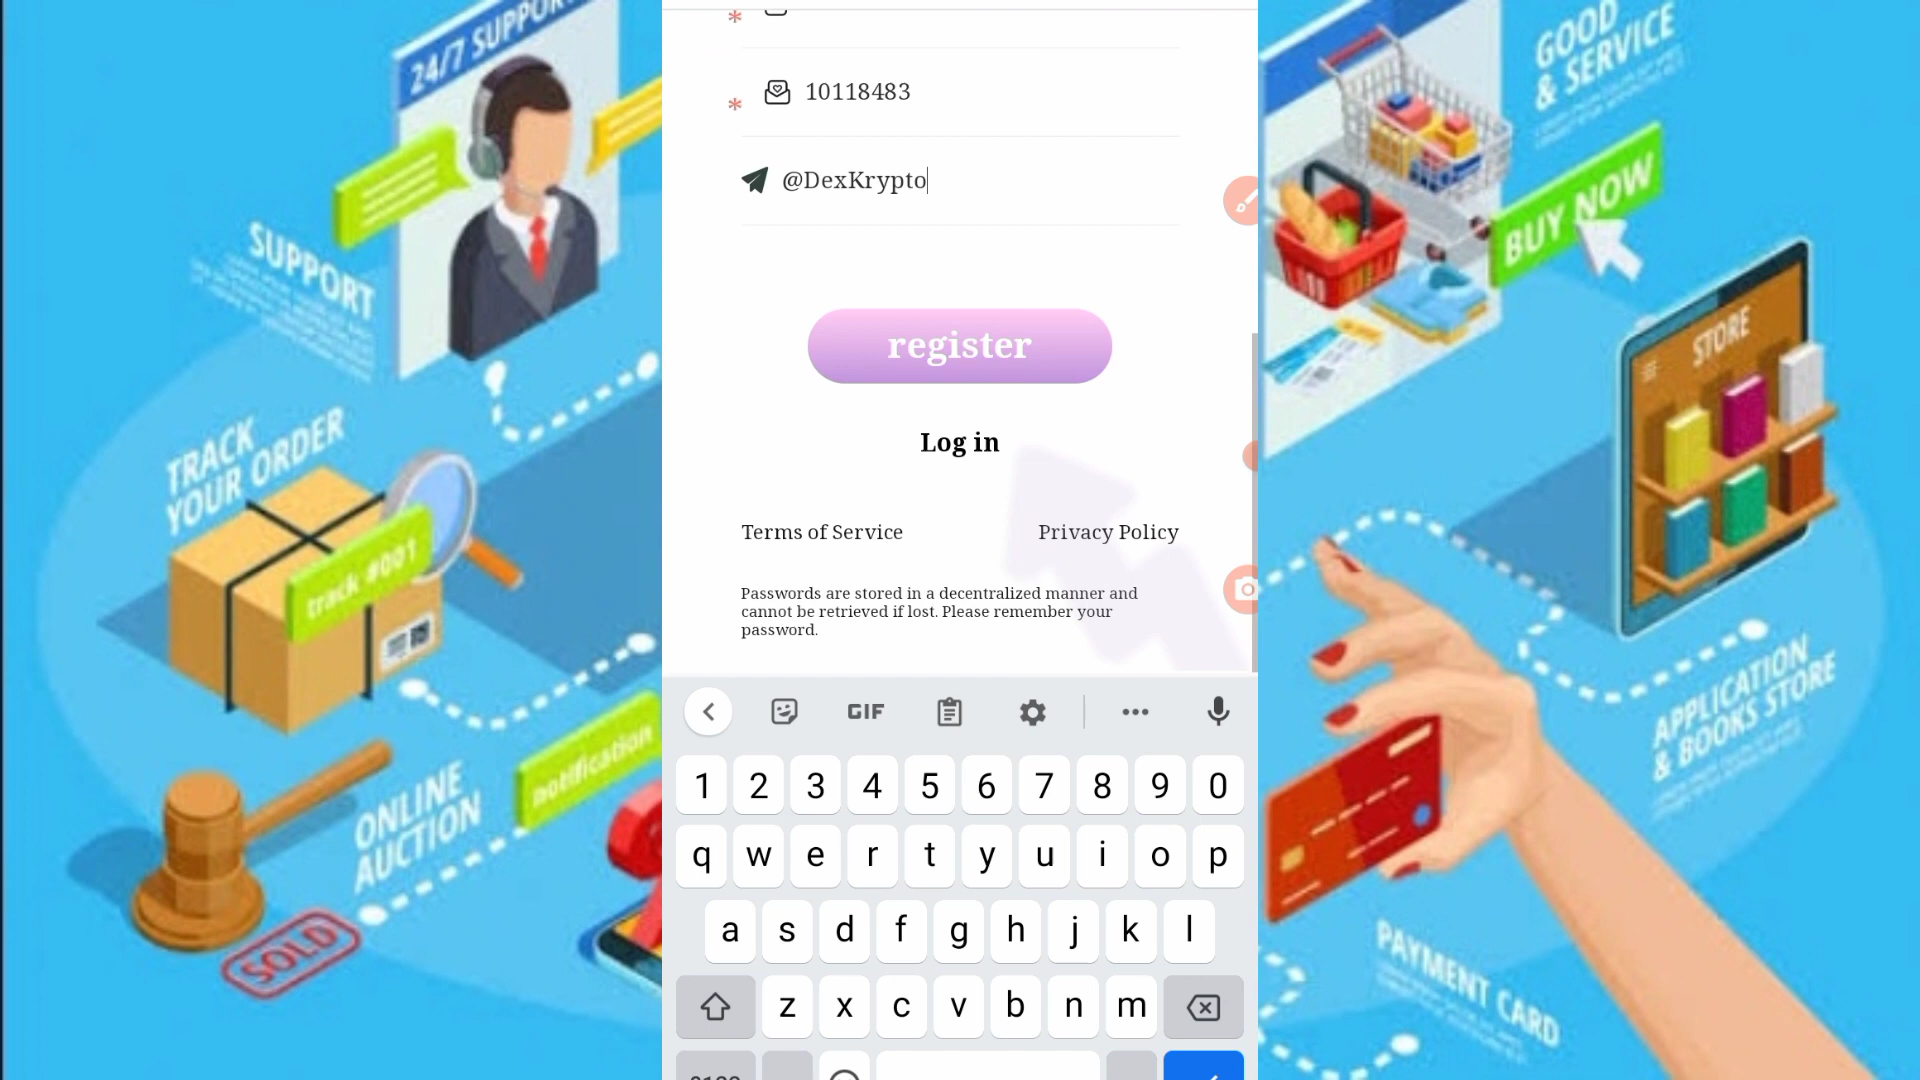 24/7 SUPPORT
SUPPORT
TRACK
YOUR ORDER
track #001
ONLINE
AUCTION
notification
SOLD
*
* 10118483
@DexKrypto
register
Log in
Terms of Service
Privacy Policy
Passwords are stored in a decentralized manner and
cannot be retrieved if lost. Please remember your
password.
GIF
1 2 3 4 5 6 7 8 9 0
q w e r t y u i o p
a s d f g h j k l
z x c v b n m
GOOD
& SERVICE
BUY NOW
STORE
APPLICATION
& BOOKS STORE
PAYMENT CARD